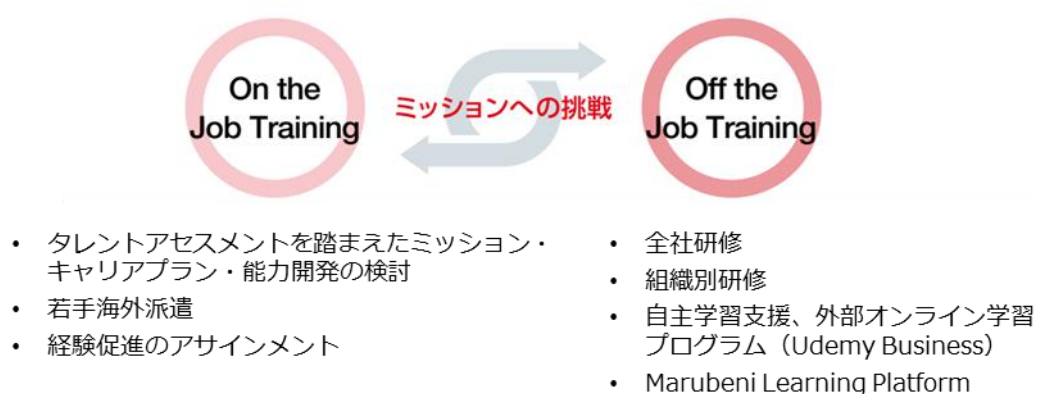 On the
Job Training
ミッションへの挑戦
Off the
Job Training
• タレントアセスメントを踏まえたミッション・
キャリアプラン・能力開発の検討
• 若手海外派遣
• 経験促進のアサインメント
• 全社研修
• 組織別研修
• 自主学習支援、外部オンライン学習
プログラム（Udemy Business）
• Marubeni Learning Platform